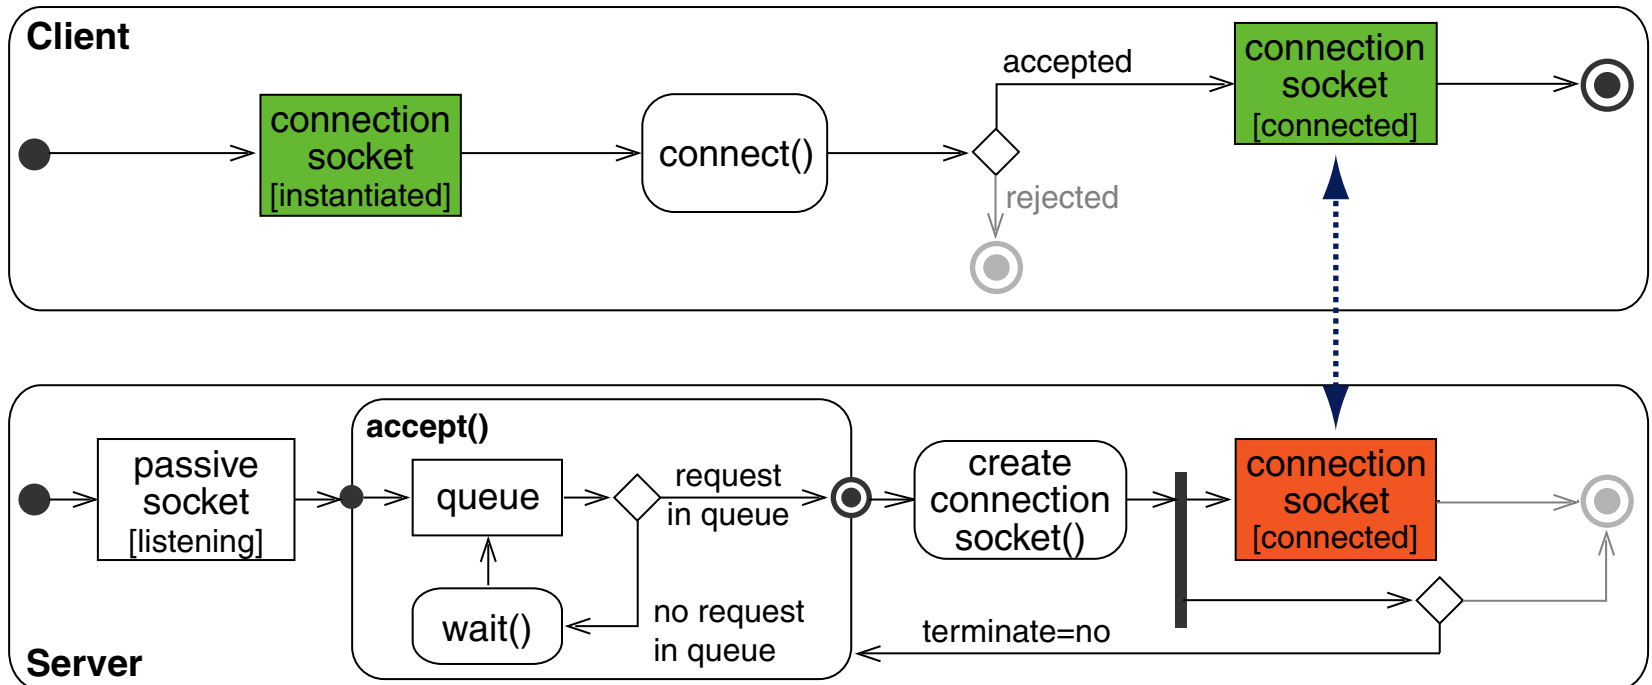 Client
connection
socket
[instantiated]
connect()
accepted
rejected
connection
socket
[connected]
Server
passive
socket
[listening]
accept()
queue
wait()
request
in queue
no request
in queue
create
connection
socket()
connection
socket
[connected]
terminate=no